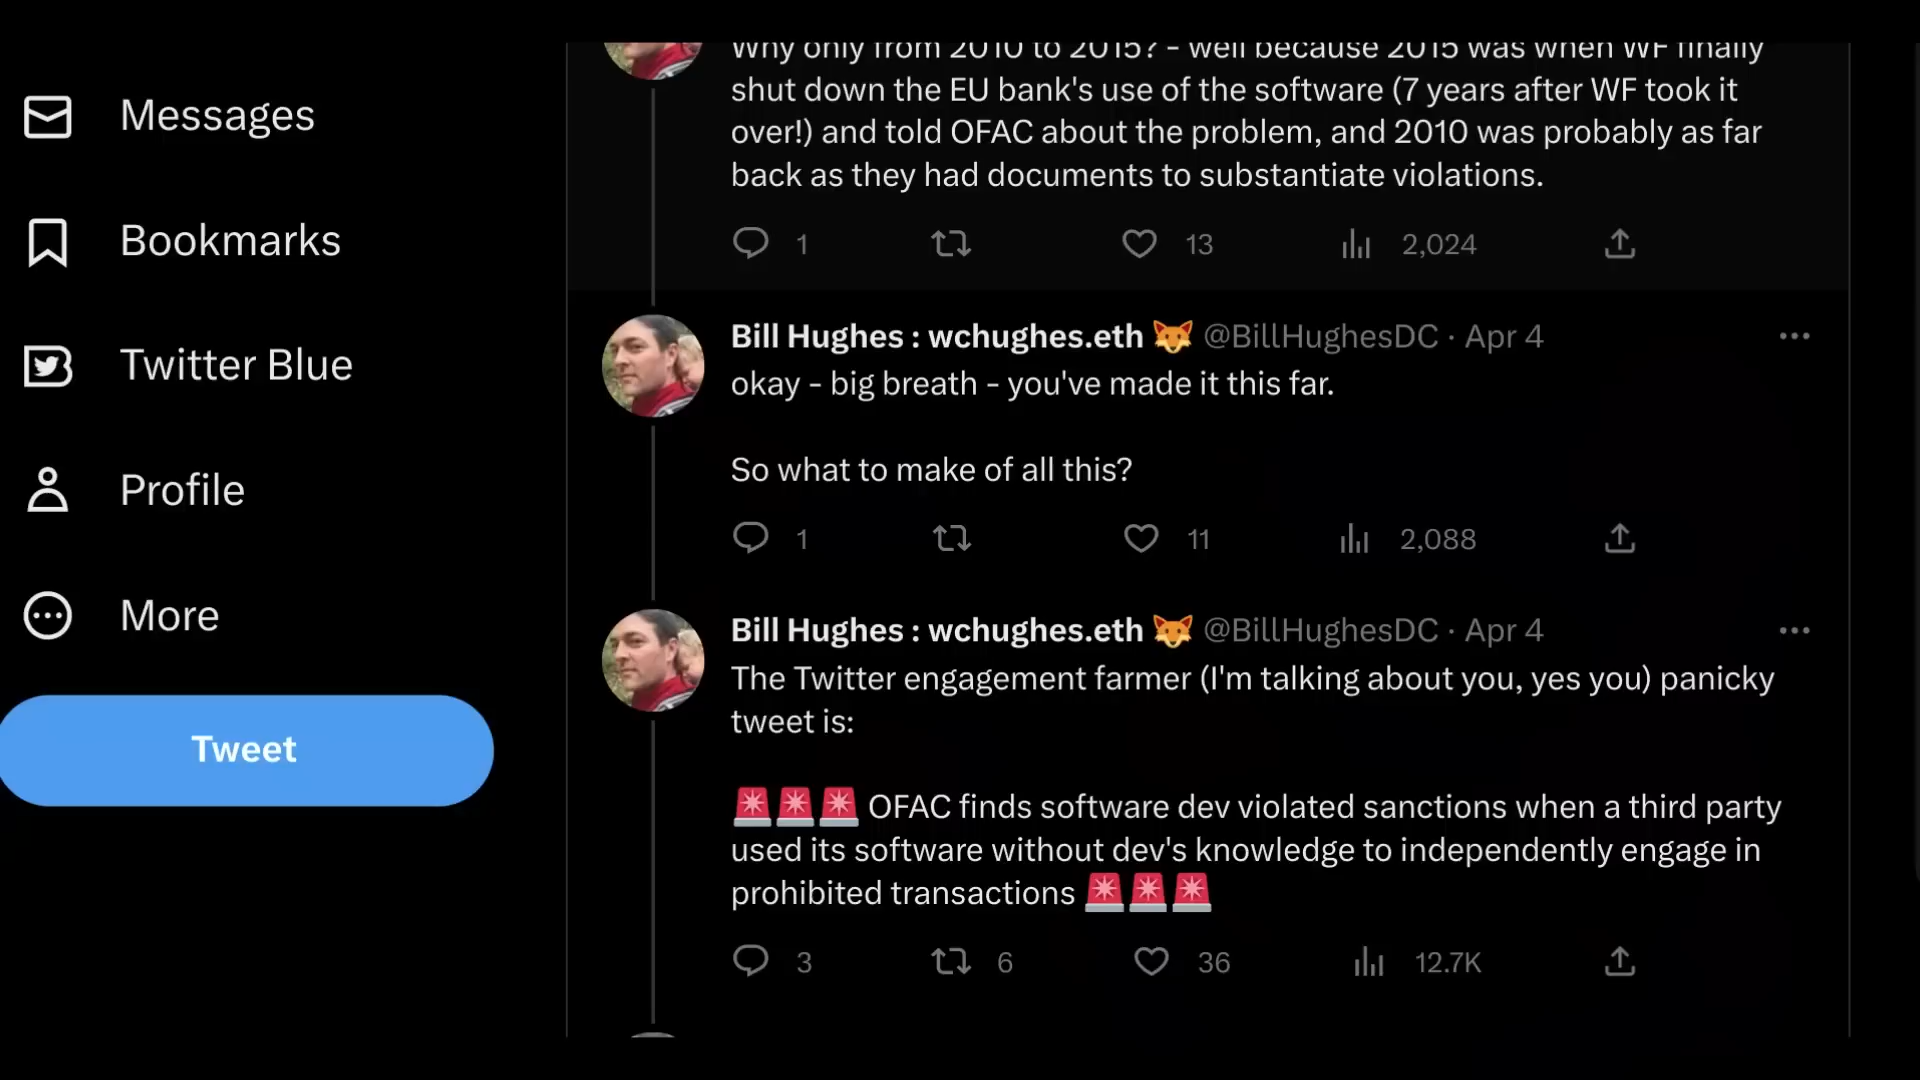 Messages
Bookmarks
Twitter Blue
Profile
More
Tweet
Why only from 2010 to 2015? - well because 2015 was when WF finally
shut down the EU bank's use of the software (7 years after WF took it
over!) and told OFAC about the problem, and 2010 was probably as far
back as they had documents to substantiate violations.
1 13 2,024
Bill Hughes : wchughes.eth 🦊 @BillHughesDC · Apr 4
okay - big breath - you've made it this far.
So what to make of all this?
1 11 2,088
Bill Hughes : wchughes.eth 🦊 @BillHughesDC · Apr 4
The Twitter engagement farmer (I'm talking about you, yes you) panicky
tweet is:
🚨🚨🚨 OFAC finds software dev violated sanctions when a third party
used its software without dev's knowledge to independently engage in
prohibited transactions 🚨🚨🚨
3 6 36 12.7K